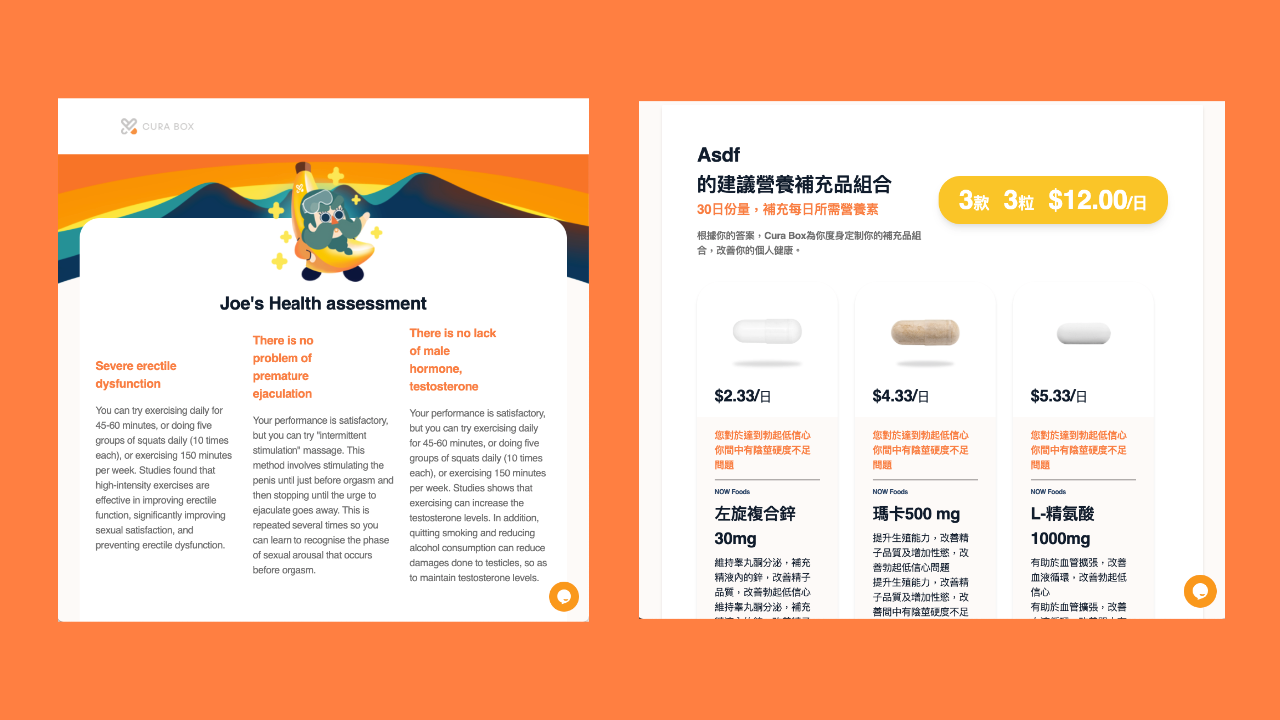 CURA BOX
Joe's Health assessment
Severe erectile
dysfunction
You can try exercising daily for
45-60 minutes, or doing five
groups of squats daily (10 times
each), or exercising 150 minutes
per week. Studies found that
high-intensity exercises are
effective in improving erectile
function, significantly improving
sexual satisfaction, and
preventing erectile dysfunction.
There is no
problem of
premature
ejaculation
Your performance is satisfactory,
but you can try "intermittent
stimulation" massage. This
method involves stimulating the
penis until just before orgasm and
then stopping until the urge to
ejaculate goes away. This is
repeated several times so you
can learn to recognise the phase
of sexual arousal that occurs
before orgasm.
There is no lack
of male
hormone,
testosterone
Your performance is satisfactory,
but you can try exercising daily
for 45-60 minutes, or doing five
groups of squats daily (10 times
each), or exercising 150 minutes
per week. Studies shows that
exercising can increase the
testosterone levels. In addition,
quitting smoking and reducing
alcohol consumption can reduce
damages done to testicles, so as
to maintain testosterone levels.
Asdf
的建議營養補充品組合
30日份量，補充每日所需營養素
根據你的答案，Cura Box為你度身定制你的補充品組
合，改善你的個人健康。
3款 3粒 $12.00/日
$2.33/日
您對於達到勃起低信心
你間中有陰莖硬度不足
問題
NOW Foods
左旋複合鋅
30mg
維持睾丸酮分泌，補充
精液內的鋅，改善精子
品質，改善勃起低信心
維持睾丸酮分泌，補充
$4.33/日
您對於達到勃起低信心
你間中有陰莖硬度不足
問題
NOW Foods
瑪卡500 mg
提升生殖能力，改善精
子品質及增加性慾，改
善勃起低信心問題
提升生殖能力，改善精
子品質及增加性慾，改
善間中有陰莖硬度不足
$5.33/日
您對於達到勃起低信心
你間中有陰莖硬度不足
問題
NOW Foods
L-精氨酸
1000mg
有助於血管擴張，改善
血液循環，改善勃起低
信心
有助於血管擴張，改善